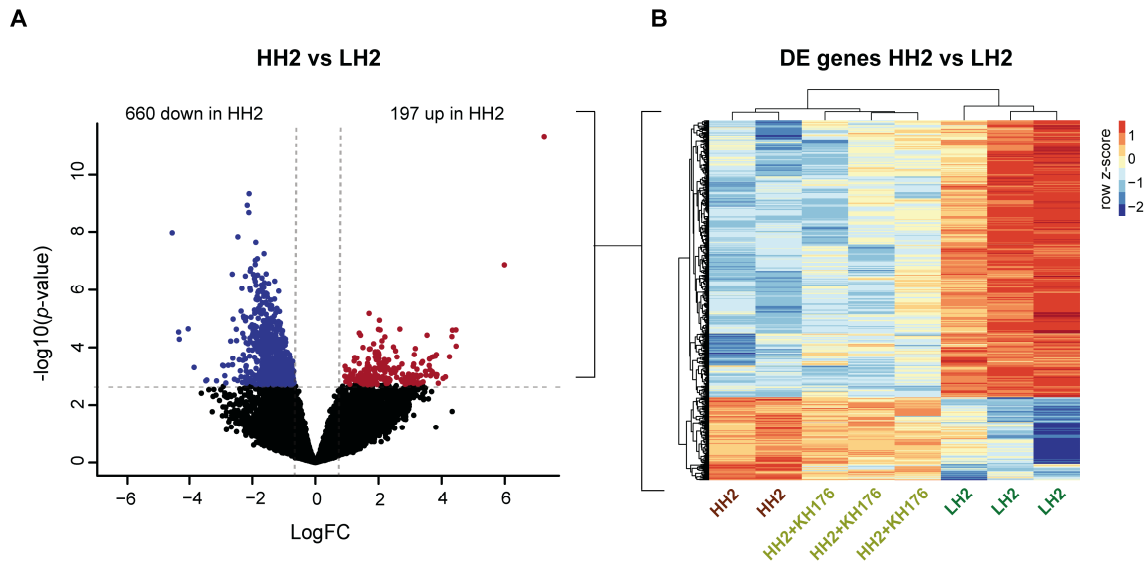 A
HH2 vs LH2
660 down in HH2
197 up in HH2
-log10(p-value)
10
8
6
4
2
0
−6
−4
−2
0
2
4
6
LogFC
B
DE genes HH2 vs LH2
row z-score
1
0
−1
−2
HH2
HH2
HH2+KH176
HH2+KH176
HH2+KH176
LH2
LH2
LH2